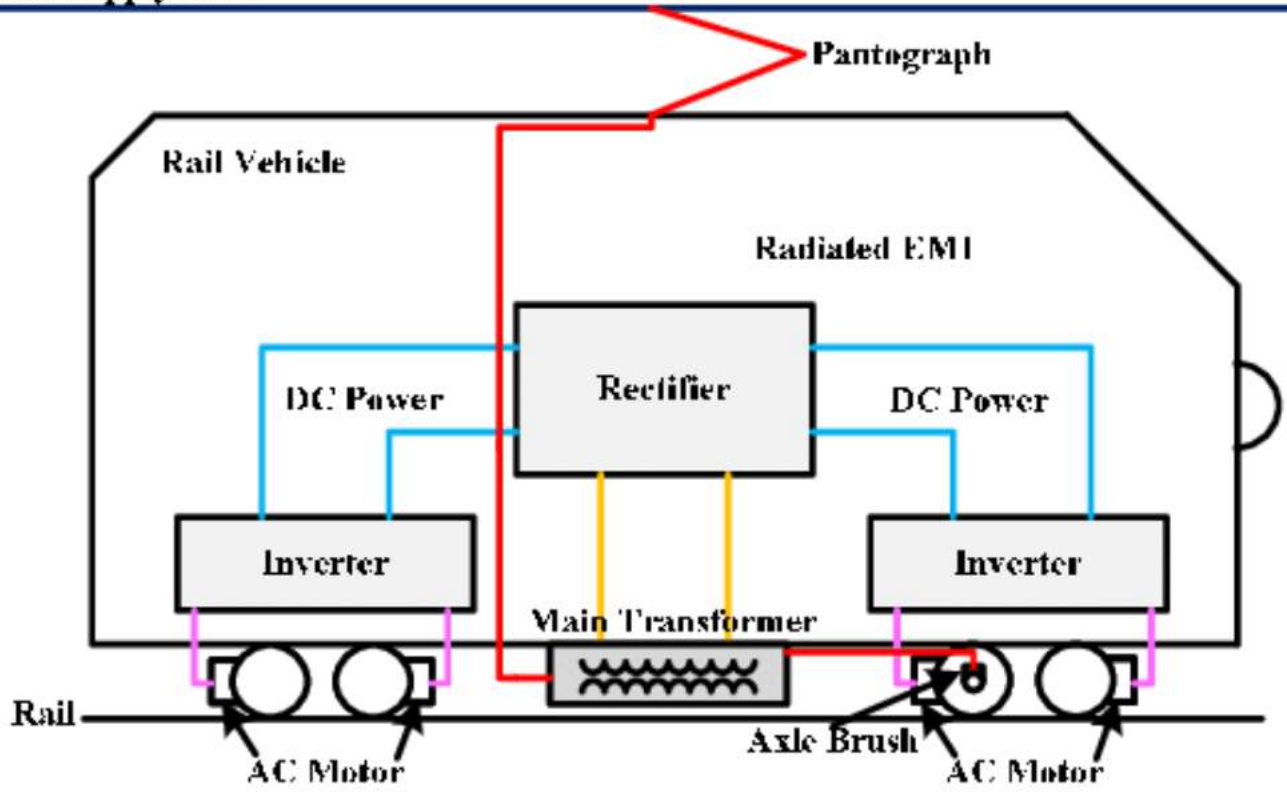 Pantograph
Rail Vehicle
Radiated EMI
DC Power
Rectifier
DC Power
Inverter
Inverter
Main Transformer
Rail
Axle Brush
AC Motor
AC Motor